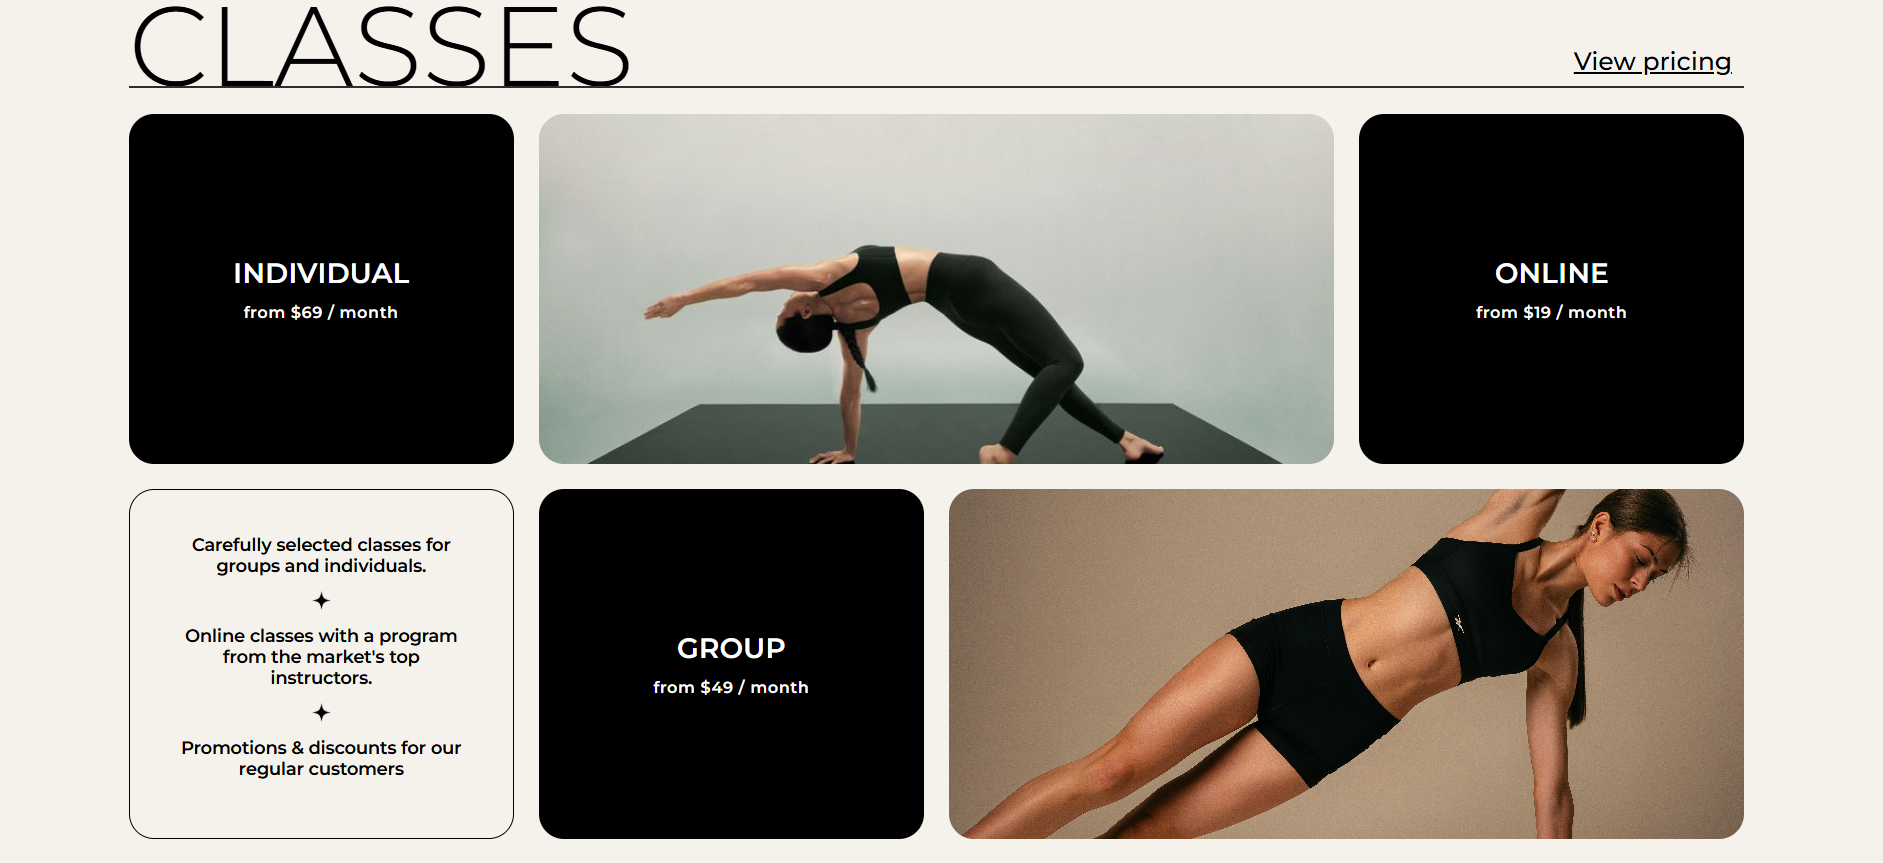 CLASSES
View pricing
INDIVIDUAL
from $69 / month
ONLINE
from $19 / month
Carefully selected classes for
groups and individuals.
Online classes with a program
from the market's top
instructors.
Promotions & discounts for our
regular customers
GROUP
from $49 / month